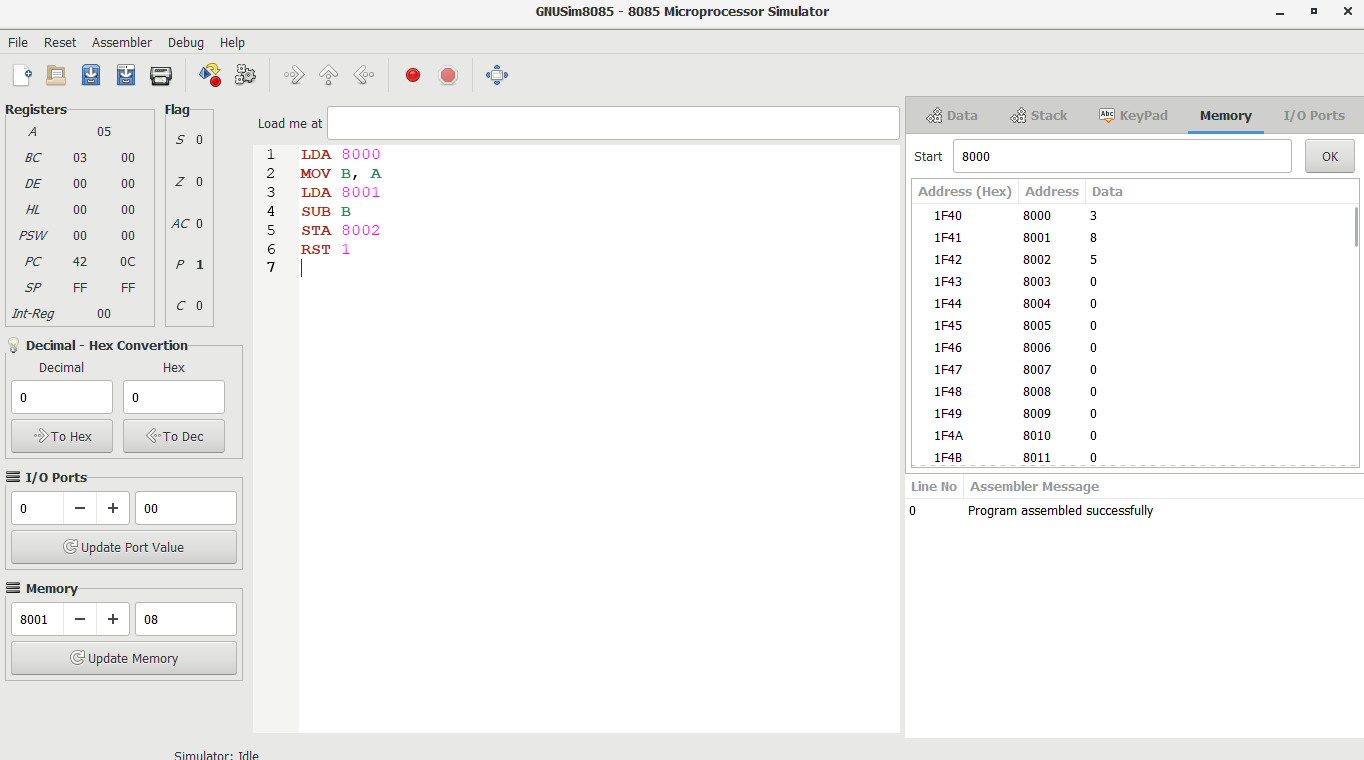 GNUSim8085 - 8085 Microprocessor Simulator
File Reset Assembler Debug Help
Registers
A 05
BC 03 00
DE 00 00
HL 00 00
PSW 00 00
PC 42 0C
SP FF FF
Int-Reg 00
Flag
S 0
Z 0
AC 0
P 1
C 0
Decimal - Hex Convertion
Decimal Hex
0 0
To Hex To Dec
I/O Ports
0 − + 00
Update Port Value
Memory
8001 − + 08
Update Memory
Load me at
1 LDA 8000
2 MOV B, A
3 LDA 8001
4 SUB B
5 STA 8002
6 RST 1
7
Data Stack Abc KeyPad Memory I/O Ports
Start 8000 OK
Address (Hex) Address Data
1F40 8000 3
1F41 8001 8
1F42 8002 5
1F43 8003 0
1F44 8004 0
1F45 8005 0
1F46 8006 0
1F47 8007 0
1F48 8008 0
1F49 8009 0
1F4A 8010 0
1F4B 8011 0
Line No Assembler Message
0 Program assembled successfully
Simulator: Idle